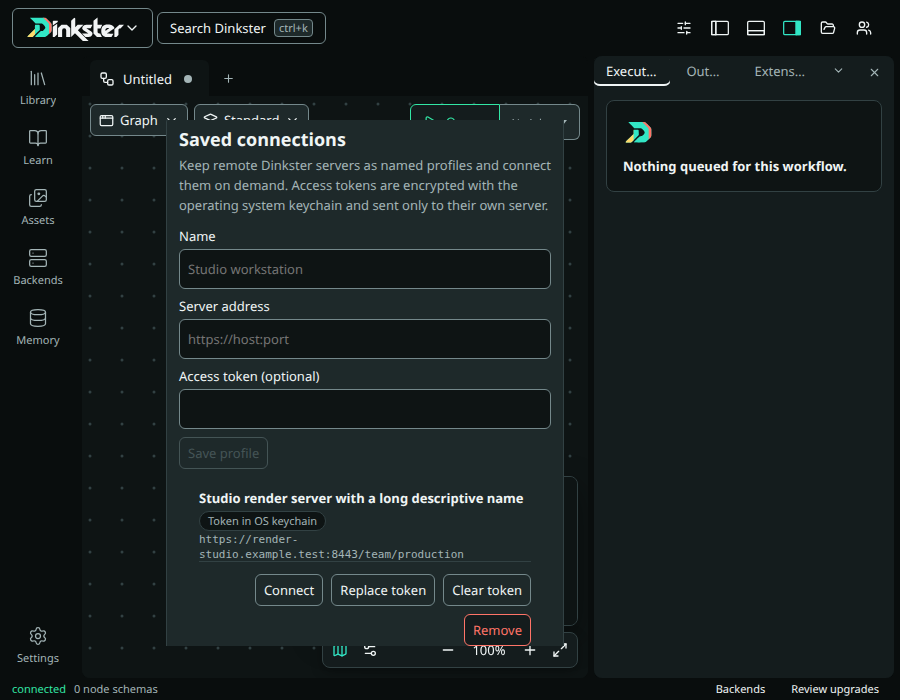 Dinkster
Search Dinkster ctrl+k
Library
Learn
Assets
Backends
Memory
Settings
Untitled
Graph
Standard
Saved connections
Keep remote Dinkster servers as named profiles and connect
them on demand. Access tokens are encrypted with the
operating system keychain and sent only to their own server.
Name
Studio workstation
Server address
https://host:port
Access token (optional)
Save profile
Studio render server with a long descriptive name
Token in OS keychain
https://render-
studio.example.test:8443/team/production
Connect Replace token Clear token
Remove
100%
Execut... Out... Extens...
Nothing queued for this workflow.
connected 0 node schemas
Backends Review upgrades